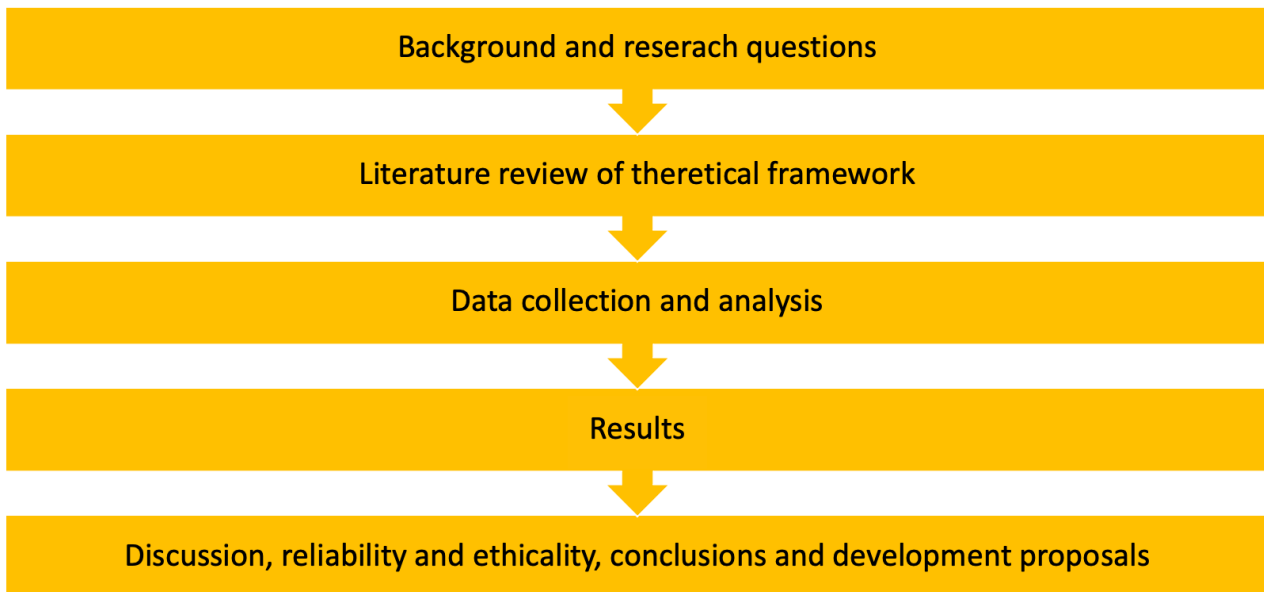 Background and reserach questions
Literature review of theretical framework
Data collection and analysis
Results
Discussion, reliability and ethicality, conclusions and development proposals